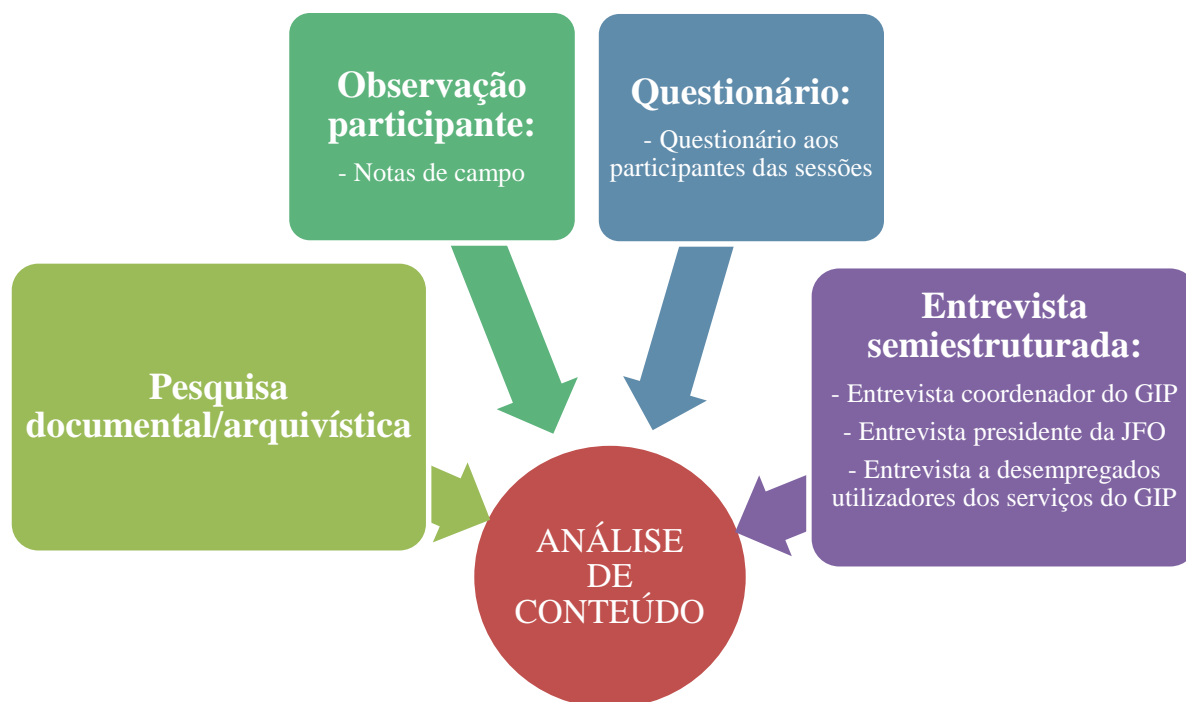 Observação
participante:
- Notas de campo
Questionário:
- Questionário aos
participantes das sessões
Pesquisa
documental/arquivística
Entrevista
semiestruturada:
- Entrevista coordenador do GIP
- Entrevista presidente da JFO
- Entrevista a desempregados
utilizadores dos serviços do GIP
ANÁLISE
DE
CONTEÚDO